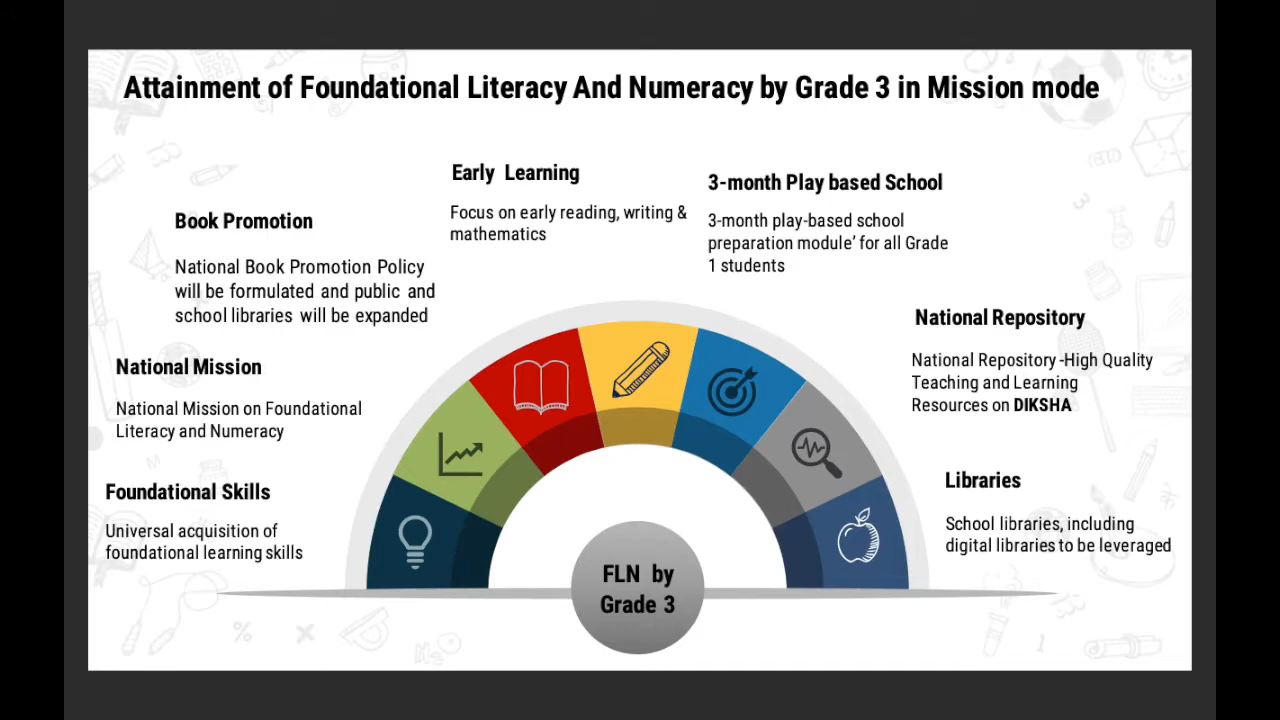 Attainment of Foundational Literacy And Numeracy by Grade 3 in Mission mode
Early Learning
Focus on early reading, writing &
mathematics
3-month Play based School
3-month play-based school
preparation module’ for all Grade
1 students
Book Promotion
National Book Promotion Policy
will be formulated and public and
school libraries will be expanded
National Repository
National Repository -High Quality
Teaching and Learning
Resources on DIKSHA
National Mission
National Mission on Foundational
Literacy and Numeracy
Libraries
School libraries, including
digital libraries to be leveraged
Foundational Skills
Universal acquisition of
foundational learning skills
FLN by
Grade 3